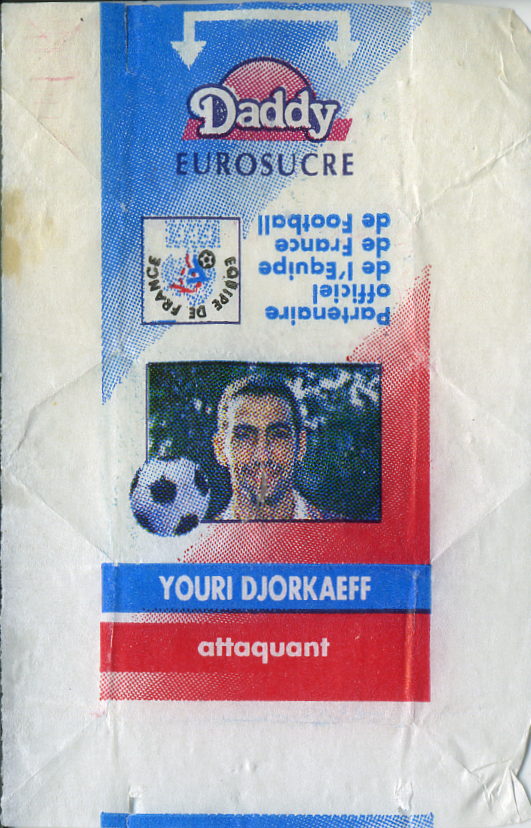 Daddy
EUROSUCRE
Partenaire
officiel
de l'Equipe
de France
de Football
EQUIPE DE FRANCE
YOURI DJORKAEFF
attaquant